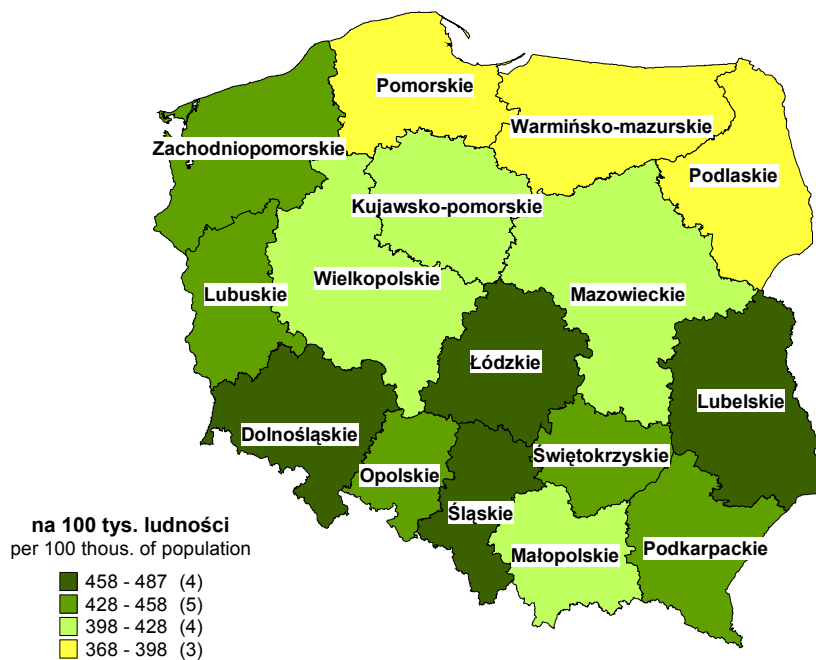 Pomorskie
Warmińsko-mazurskie
Zachodniopomorskie
Podlaskie
Kujawsko-pomorskie
Wielkopolskie
Mazowieckie
Lubuskie
Łódzkie
Lubelskie
Dolnośląskie
Świętokrzyskie
Opolskie
Śląskie
Małopolskie
Podkarpackie
na 100 tys. ludności
per 100 thous. of population
458 - 487 (4)
428 - 458 (5)
398 - 428 (4)
368 - 398 (3)